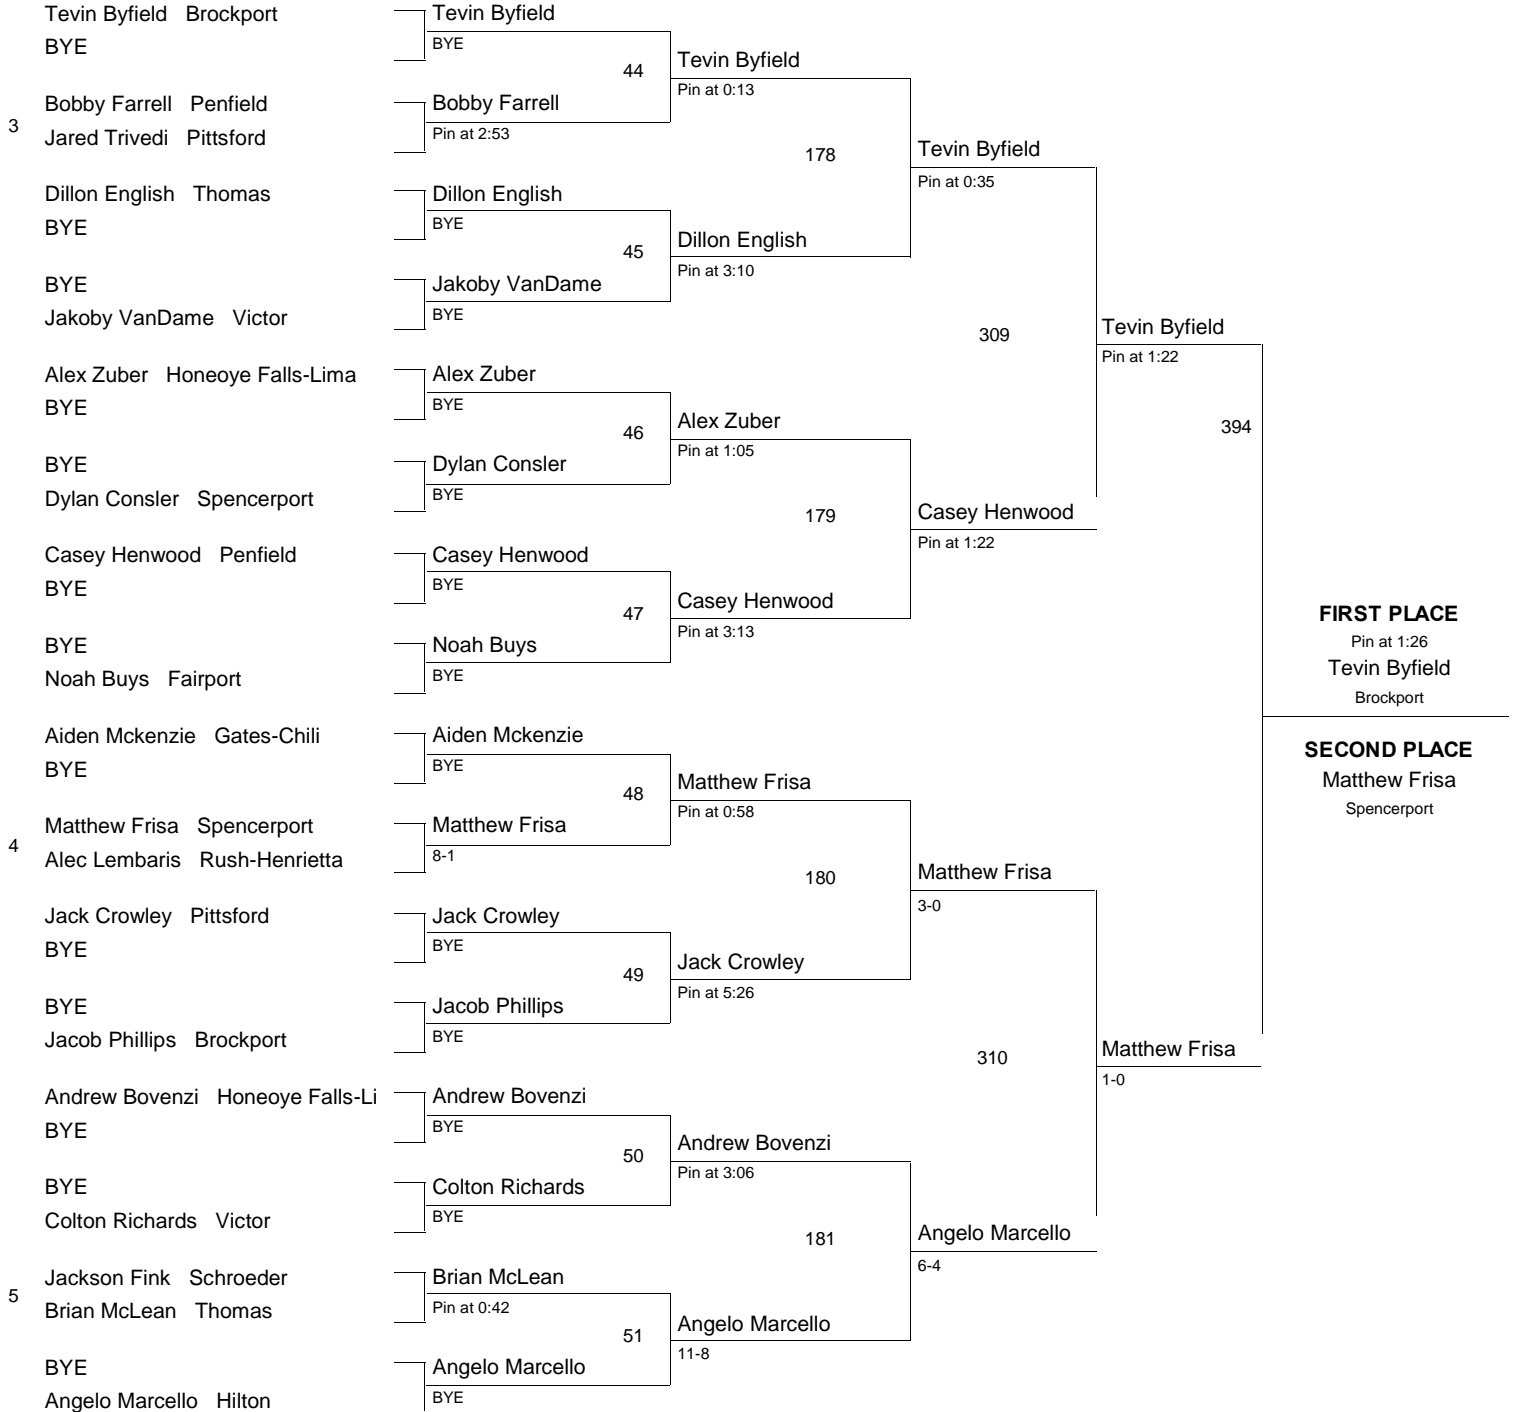 Tevin Byfield Brockport
BYE
3
Bobby Farrell Penfield
Jared Trivedi Pittsford
Dillon English Thomas
BYE
BYE
Jakoby VanDame Victor
Alex Zuber Honeoye Falls-Lima
BYE
BYE
Dylan Consler Spencerport
Casey Henwood Penfield
BYE
BYE
Noah Buys Fairport
Aiden Mckenzie Gates-Chili
BYE
4
Matthew Frisa Spencerport
Alec Lembaris Rush-Henrietta
Jack Crowley Pittsford
BYE
BYE
Jacob Phillips Brockport
Andrew Bovenzi Honeoye Falls-Li
BYE
BYE
Colton Richards Victor
5
Jackson Fink Schroeder
Brian McLean Thomas
BYE
Angelo Marcello Hilton
Tevin Byfield
BYE
44
Bobby Farrell
Pin at 2:53
Dillon English
BYE
45
Jakoby VanDame
BYE
Alex Zuber
BYE
46
Dylan Consler
BYE
Casey Henwood
BYE
47
Noah Buys
BYE
Aiden Mckenzie
BYE
48
Matthew Frisa
8-1
Jack Crowley
BYE
49
Jacob Phillips
BYE
Andrew Bovenzi
BYE
50
Colton Richards
BYE
Brian McLean
Pin at 0:42
51
Angelo Marcello
BYE
Tevin Byfield
Pin at 0:13
178
Dillon English
Pin at 3:10
Alex Zuber
Pin at 1:05
179
Casey Henwood
Pin at 3:13
Matthew Frisa
Pin at 0:58
180
Jack Crowley
Pin at 5:26
Andrew Bovenzi
Pin at 3:06
181
Angelo Marcello
11-8
Tevin Byfield
Pin at 0:35
309
Casey Henwood
Pin at 1:22
Matthew Frisa
3-0
310
Angelo Marcello
6-4
Tevin Byfield
Pin at 1:22
394
Matthew Frisa
1-0
FIRST PLACE
Pin at 1:26
Tevin Byfield
Brockport
SECOND PLACE
Matthew Frisa
Spencerport